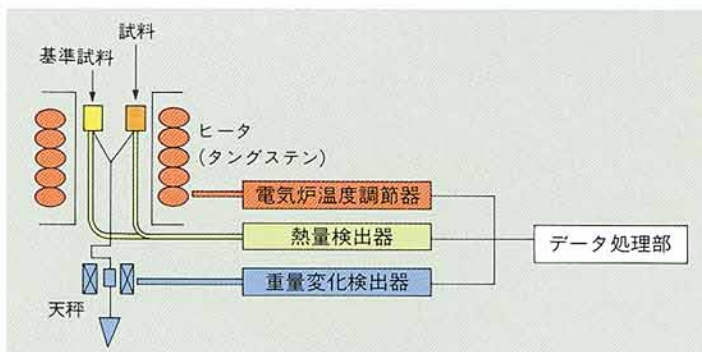 試料
基準試料
ヒータ
(タングステン)
電気炉温度調節器
熱量検出器
データ処理部
重量変化検出器
天秤